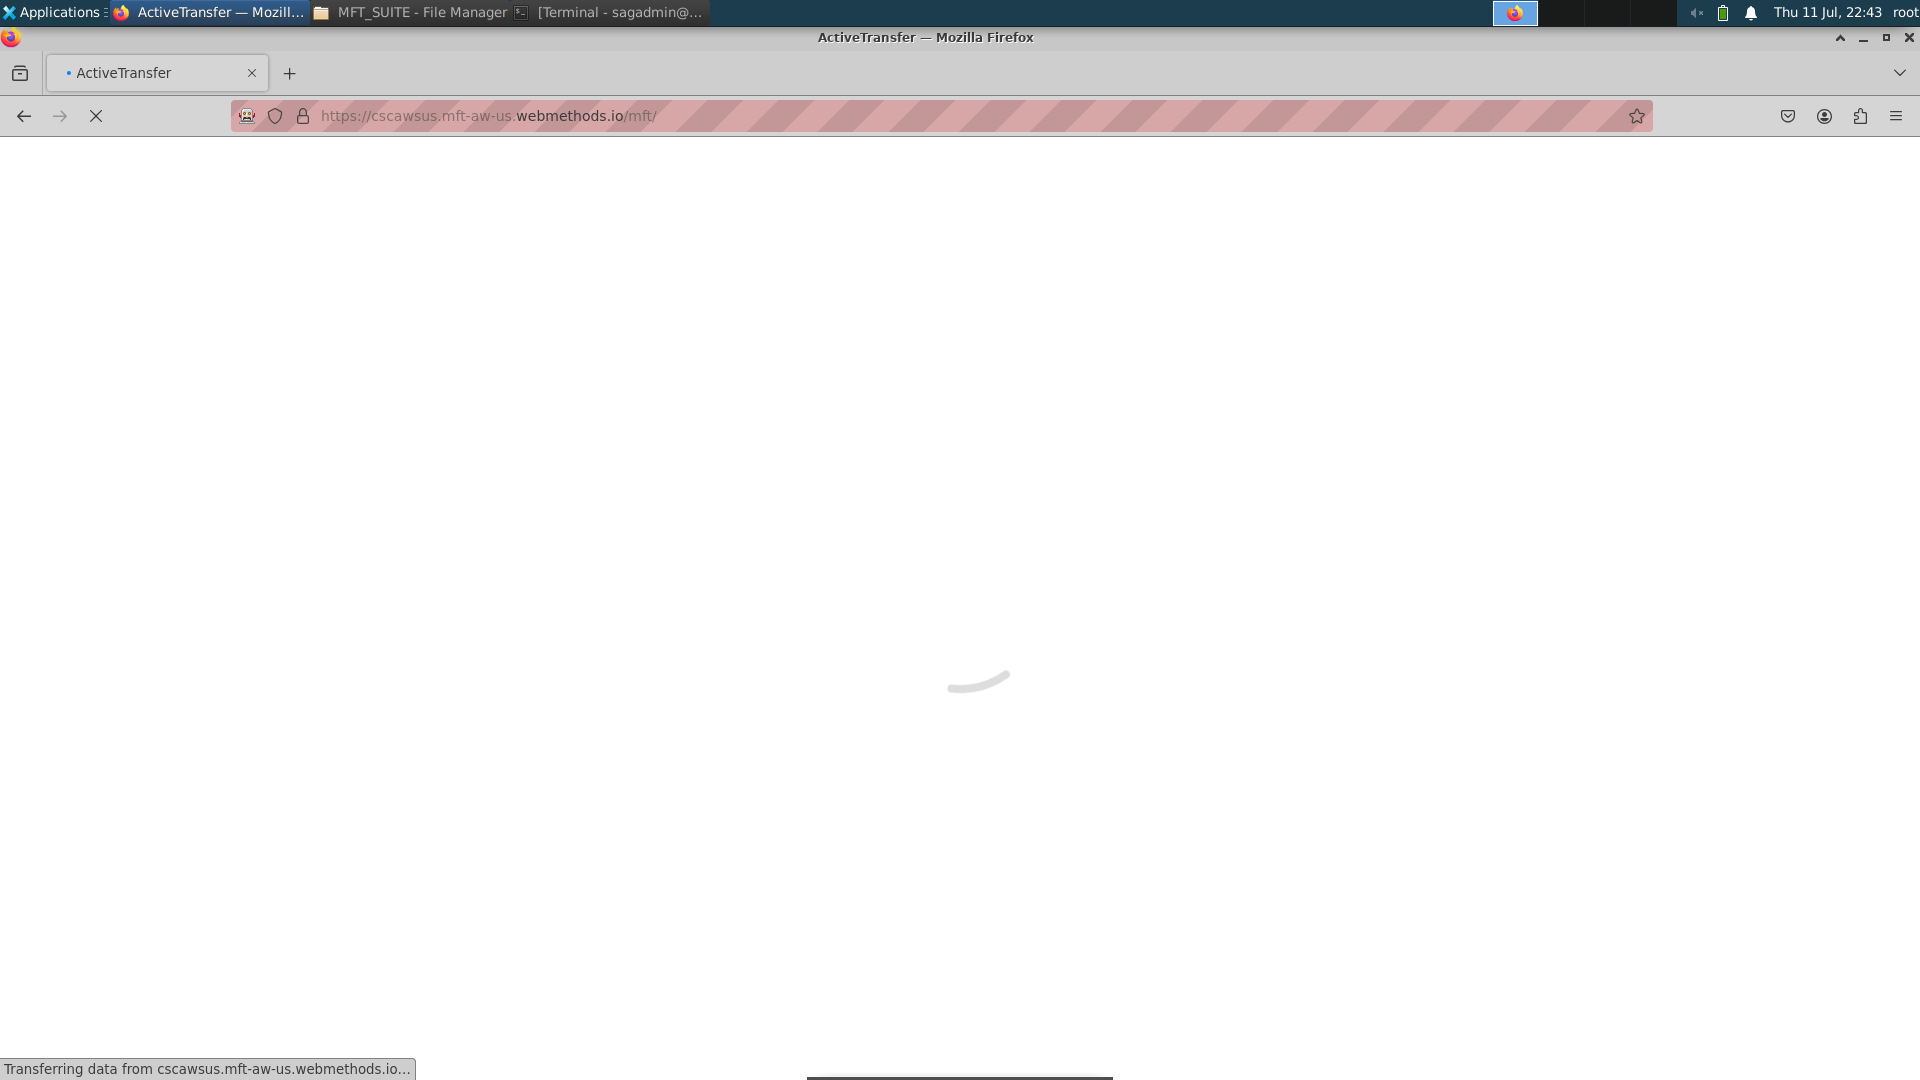 Applications
ActiveTransfer — Mozill...
MFT_SUITE - File Manager
[Terminal - sagadmin@...
Thu 11 Jul, 22:43
root
ActiveTransfer — Mozilla Firefox
ActiveTransfer
https://cscawsus.mft-aw-us.webmethods.io/mft/
Transferring data from cscawsus.mft-aw-us.webmethods.io...